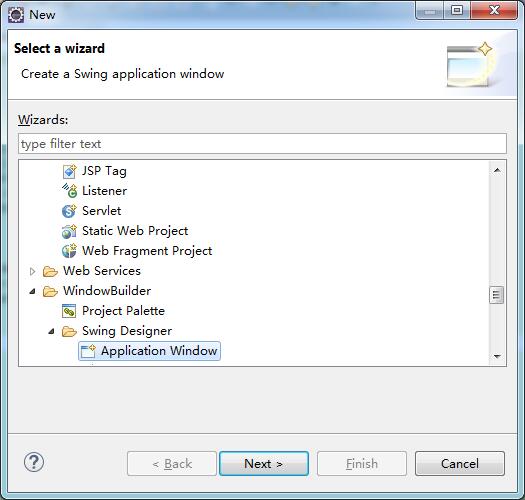 New
Select a wizard
Create a Swing application window
Wizards:
type filter text
JSP Tag
Listener
Servlet
Static Web Project
Web Fragment Project
Web Services
WindowBuilder
Project Palette
Swing Designer
Application Window
?
< Back
Next >
Finish
Cancel